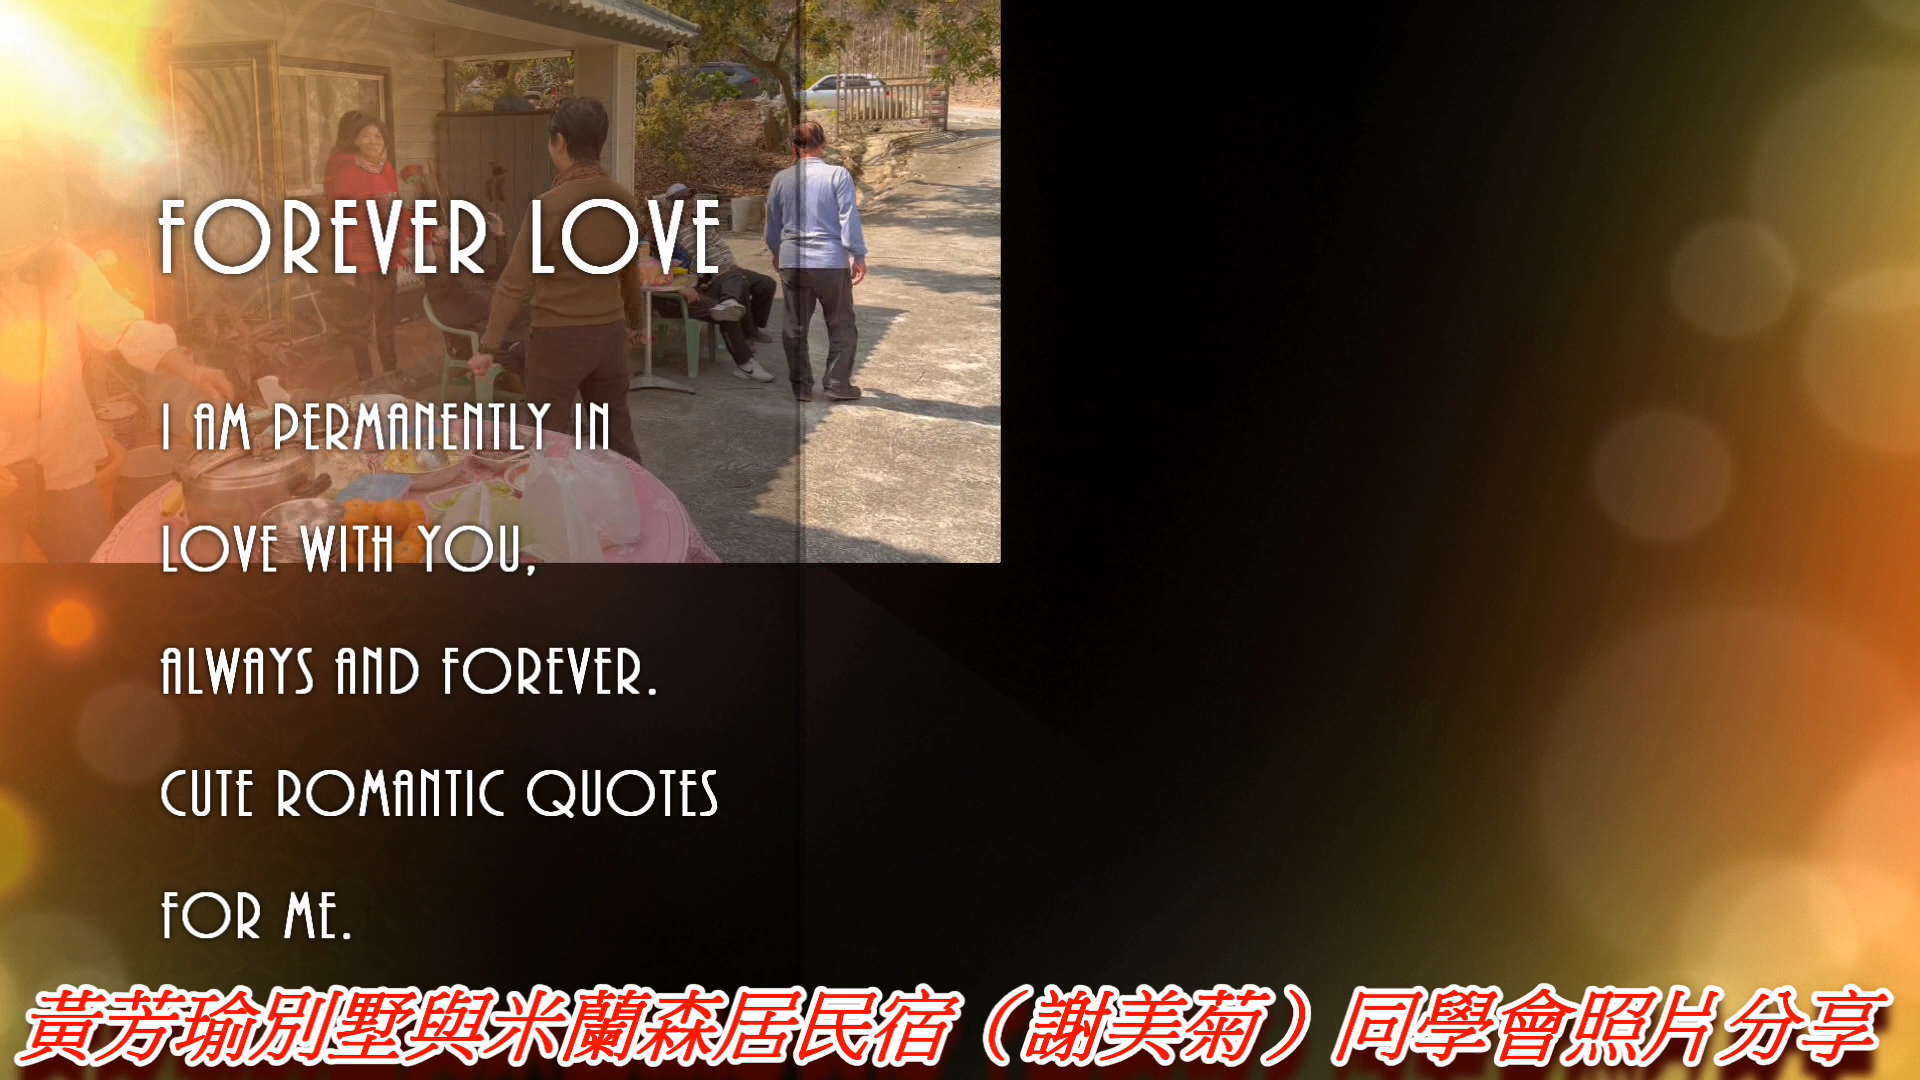 FOREVER LOVE
I AM PERMANENTLY IN
LOVE WITH YOU,
ALWAYS AND FOREVER.
CUTE ROMANTIC QUOTES
FOR ME.
黃芳瑜別墅與米蘭森居民宿（謝美菊）同學會照片分享